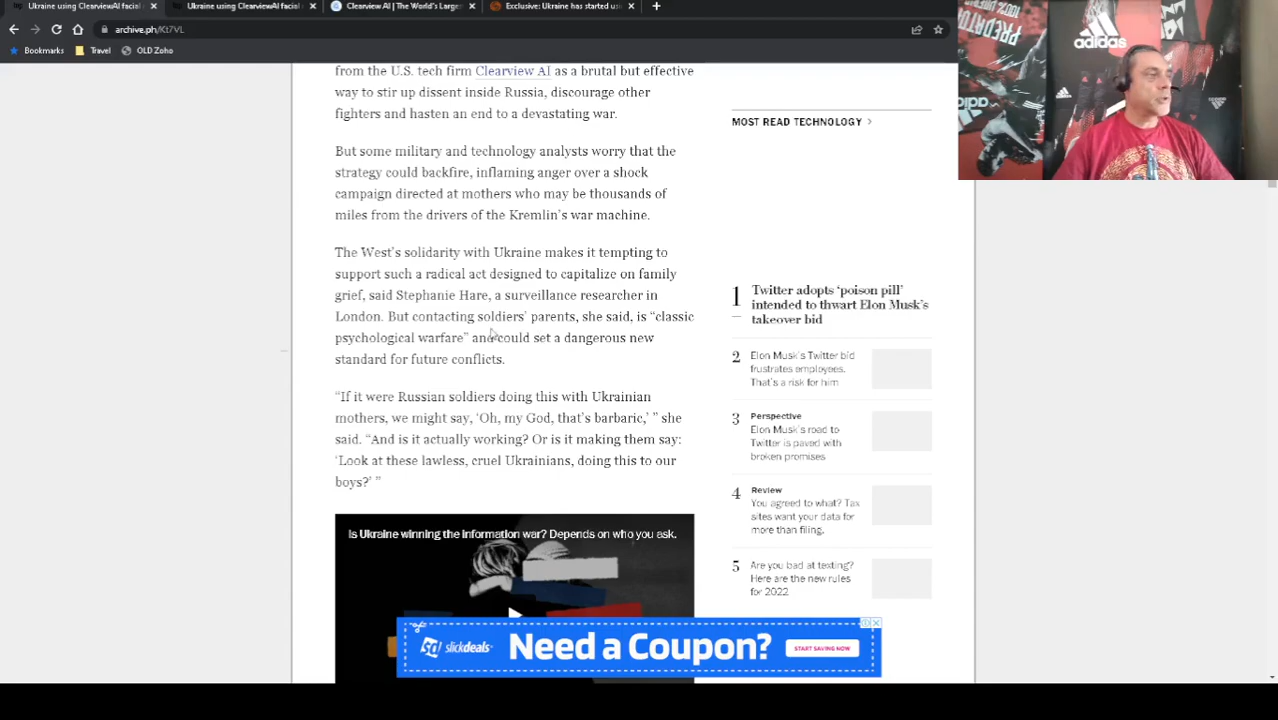 Ukraine using ClearviewAI facial
Ukraine using ClearviewAI facial
Clearview AI | The World's Larges
Exclusive: Ukraine has started usi
archive.ph/Kt7VL
Bookmarks
Travel
OLD Zoho
from the U.S. tech firm Clearview AI as a brutal but effective
way to stir up dissent inside Russia, discourage other
fighters and hasten an end to a devastating war.
But some military and technology analysts worry that the
strategy could backfire, inflaming anger over a shock
campaign directed at mothers who may be thousands of
miles from the drivers of the Kremlin's war machine.
The West's solidarity with Ukraine makes it tempting to
support such a radical act designed to capitalize on family
grief, said Stephanie Hare, a surveillance researcher in
London. But contacting soldiers' parents, she said, is “classic
psychological warfare” and could set a dangerous new
standard for future conflicts.
“If it were Russian soldiers doing this with Ukrainian
mothers, we might say, ‘Oh, my God, that's barbaric,’ ” she
said. “And is it actually working? Or is it making them say:
‘Look at these lawless, cruel Ukrainians, doing this to our
boys?’ ”
Is Ukraine winning the information war? Depends on who you ask.
MOST READ TECHNOLOGY >
1 Twitter adopts ‘poison pill’
intended to thwart Elon Musk's
takeover bid
2 Elon Musk's Twitter bid
frustrates employees.
That's a risk for him
3 Perspective
Elon Musk's road to
Twitter is paved with
broken promises
4 Review
You agreed to what? Tax
sites want your data for
more than filing.
5 Are you bad at texting?
Here are the new rules
for 2022
slickdeals
Need a Coupon?
START SAVING NOW
100% UNFAIR
PREDATOR
adidas